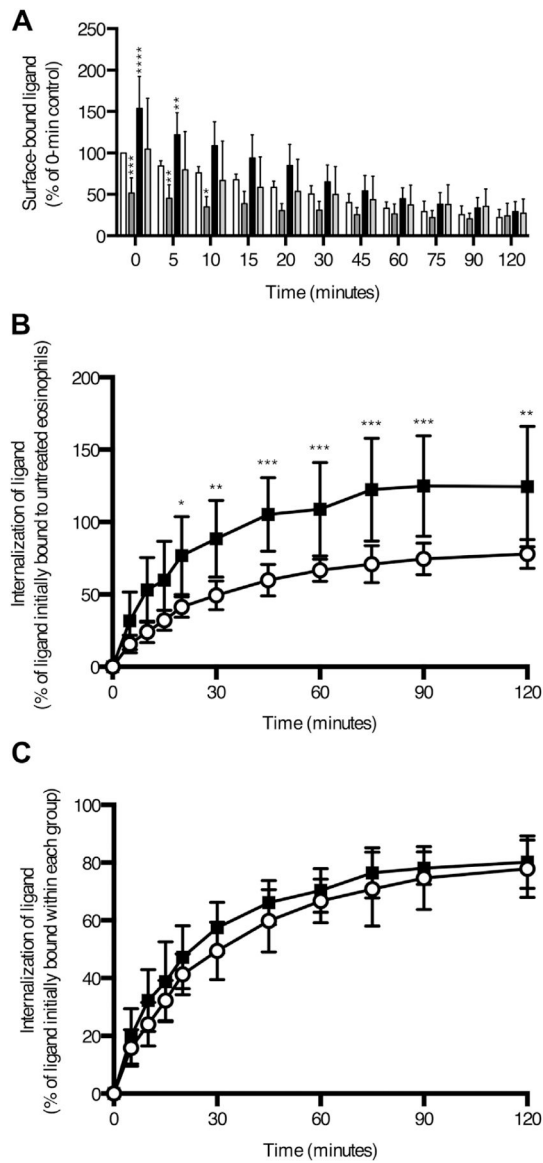 A
Surface-bound ligand
(% of 0-min control)
250
200
150
100
50
0
***
****
**
**
*
0 5 10 15 20 30 45 60 75 90 120
Time (minutes)
B
Internalization of ligand
(% of ligand initially bound to untreated eosinophils)
200
150
100
50
0
* ** *** *** *** *** **
0 30 60 90 120
Time (minutes)
C
Internalization of ligand
(% of ligand initially bound within each group)
100
80
60
40
20
0
0 30 60 90 120
Time (minutes)